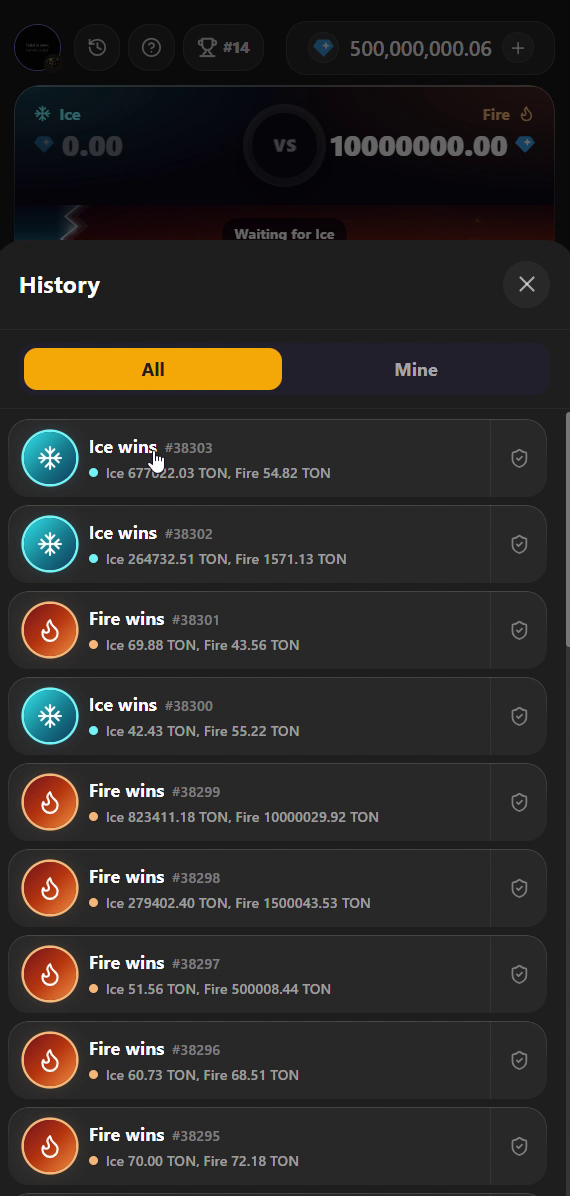 #14
500,000,000.06
Ice
Fire
0.00
VS
10000000.00
Waiting for Ice
History
All
Mine
Ice wins #38303
Ice 677622.03 TON, Fire 54.82 TON
Ice wins #38302
Ice 264732.51 TON, Fire 1571.13 TON
Fire wins #38301
Ice 69.88 TON, Fire 43.56 TON
Ice wins #38300
Ice 42.43 TON, Fire 55.22 TON
Fire wins #38299
Ice 823411.18 TON, Fire 10000029.92 TON
Fire wins #38298
Ice 279402.40 TON, Fire 1500043.53 TON
Fire wins #38297
Ice 51.56 TON, Fire 500008.44 TON
Fire wins #38296
Ice 60.73 TON, Fire 68.51 TON
Fire wins #38295
Ice 70.00 TON, Fire 72.18 TON